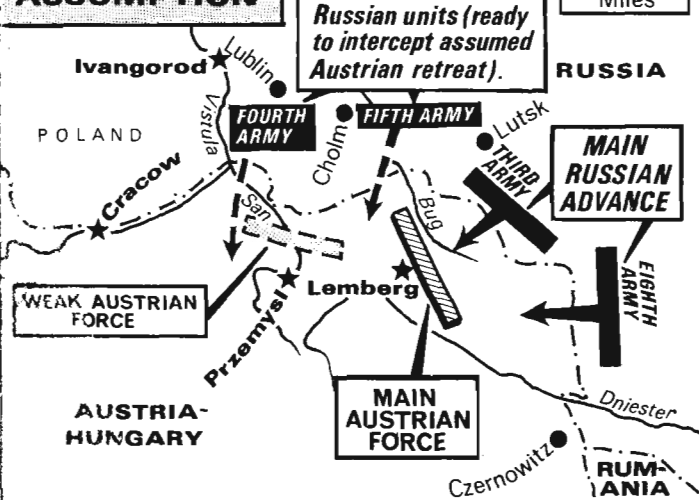 ASSUMPTION
Russian units (ready
to intercept assumed
Austrian retreat).
Miles
Ivangorod
Lublin
RUSSIA
Vistula
FOURTH
ARMY
Cholm
FIFTH ARMY
Lutsk
POLAND
THIRD
ARMY
MAIN
RUSSIAN
ADVANCE
Cracow
San
Bug
WEAK AUSTRIAN
FORCE
Przemysl
Lemberg
EIGHTH
ARMY
AUSTRIA-
HUNGARY
MAIN
AUSTRIAN
FORCE
Dniester
Czernowitz
RUM-
ANIA